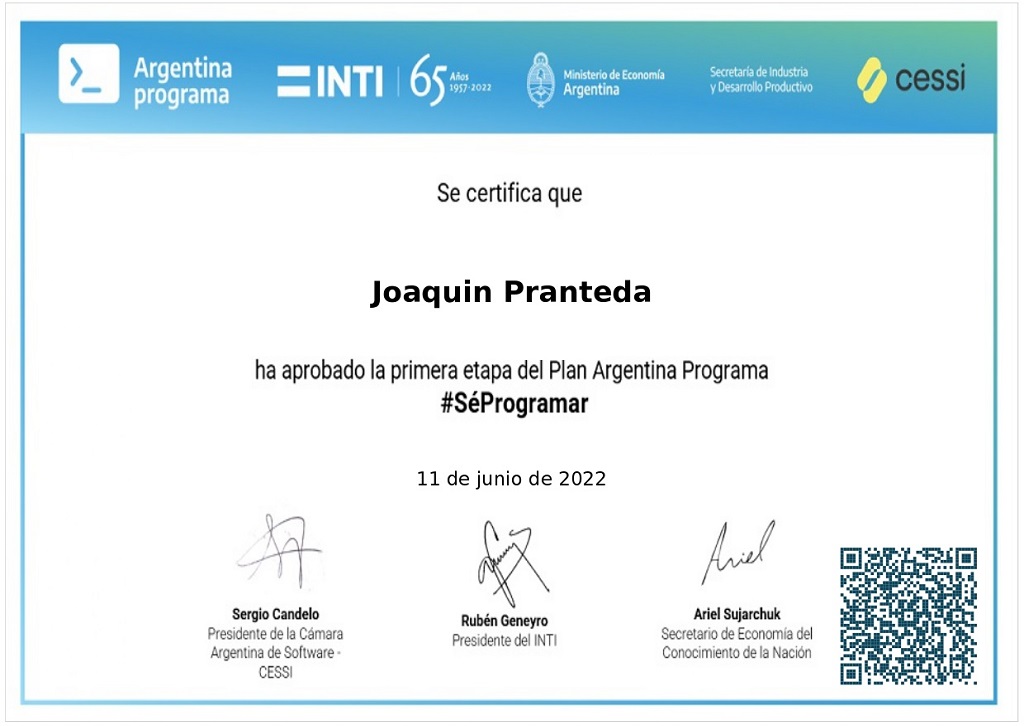 Argentina
programa
INTI
65 Años
1957·2022
Ministerio de Economía
Argentina
Secretaría de Industria
y Desarrollo Productivo
cessi
Se certifica que
Joaquin Pranteda
ha aprobado la primera etapa del Plan Argentina Programa
#SéProgramar
11 de junio de 2022
Ariel
Sergio Candelo
Presidente de la Cámara
Argentina de Software -
CESSI
Rubén Geneyro
Presidente del INTI
Ariel Sujarchuk
Secretario de Economía del
Conocimiento de la Nación